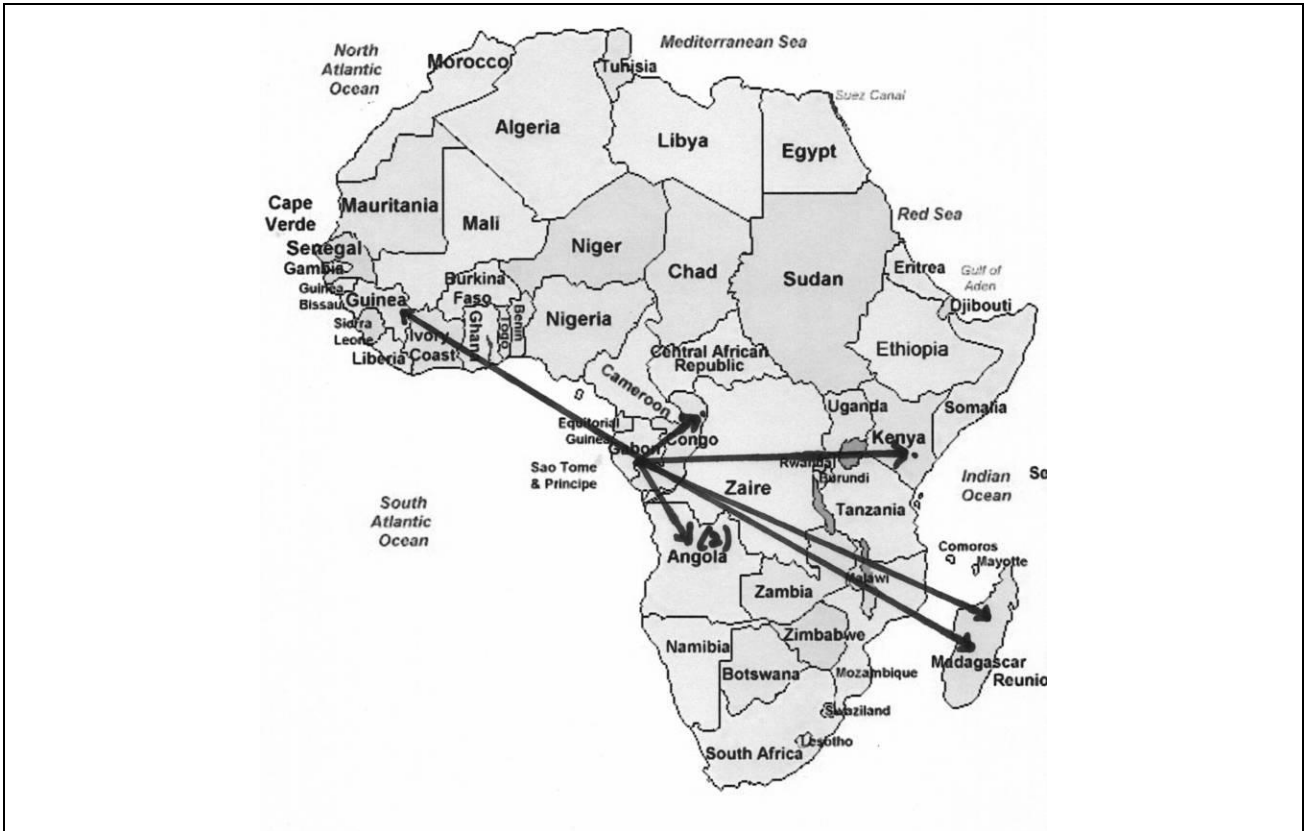 North
Atlantic
Ocean
Mediterranean Sea
Morocco
Tunisia
Suez Canal
Algeria
Libya
Egypt
Cape
Verde
Mauritania
Mali
Niger
Chad
Sudan
Red Sea
Senegal
Gambia
Eritrea
Gulf of
Aden
Djibouti
Guinea
Bissau
Guinea
Burkina
Faso
Benin
Togo
Ghana
Nigeria
Sierra
Leone
Ivory
Coast
Liberia
Central African
Republic
Ethiopia
Cameroon
Uganda
Somalia
Equitorial
Guinea
Gabon
Congo
Kenya
Rwanda
Burundi
Sao Tome
& Principe
Zaire
Tanzania
Indian
Ocean
So
South
Atlantic
Ocean
(2)
Angola
Comoros
Mayotte
Malawi
Zambia
Zimbabwe
Namibia
Botswana
Mozambique
Madagascar
Reunio
Swaziland
Lesotho
South Africa